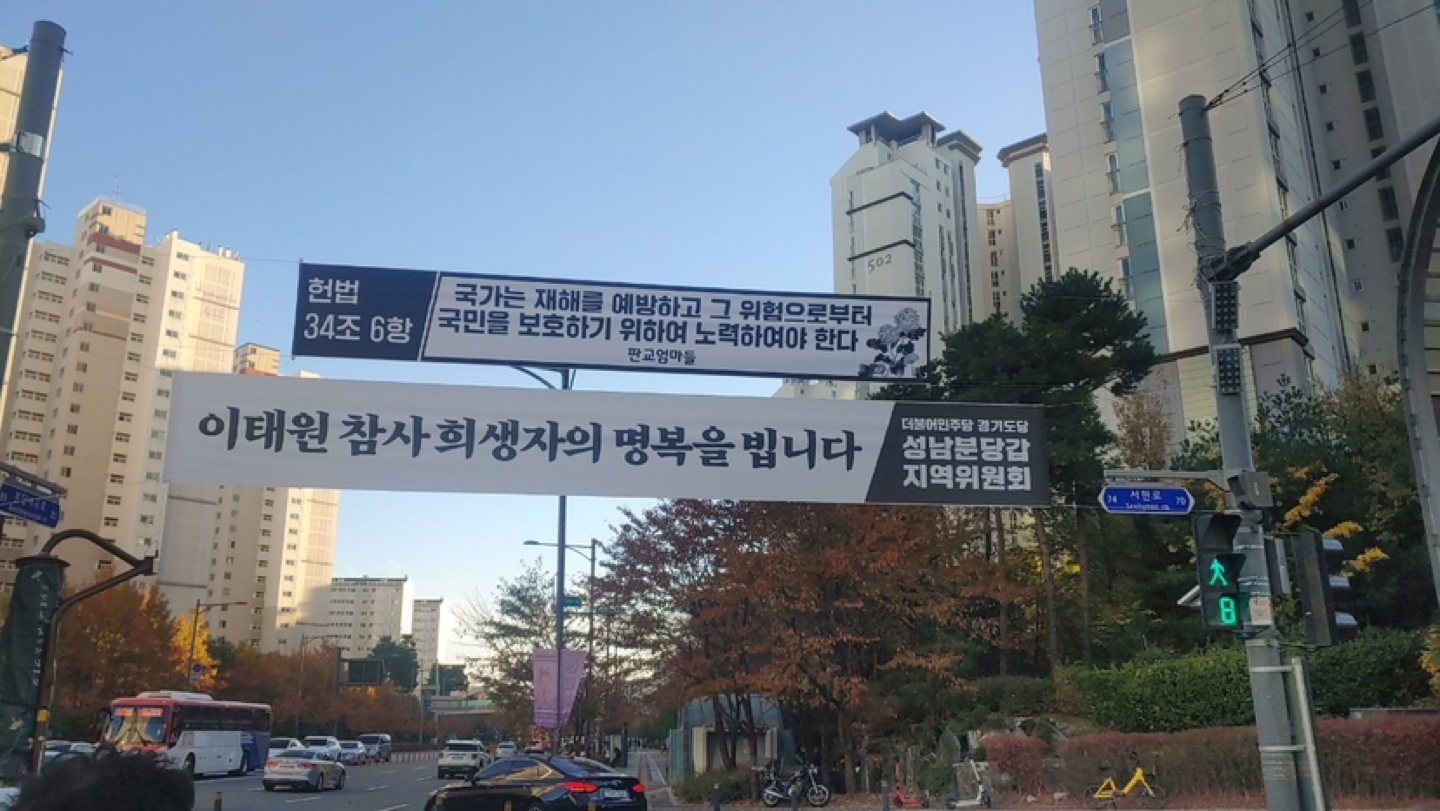 헌법
34조 6항
국가는 재해를 예방하고 그 위험으로부터
국민을 보호하기 위하여 노력하여야 한다
판교엄마들
이태원 참사 희생자의 명복을 빕니다
더불어민주당 경기도당
성남분당갑
지역위원회
502
74 서현로 70
8